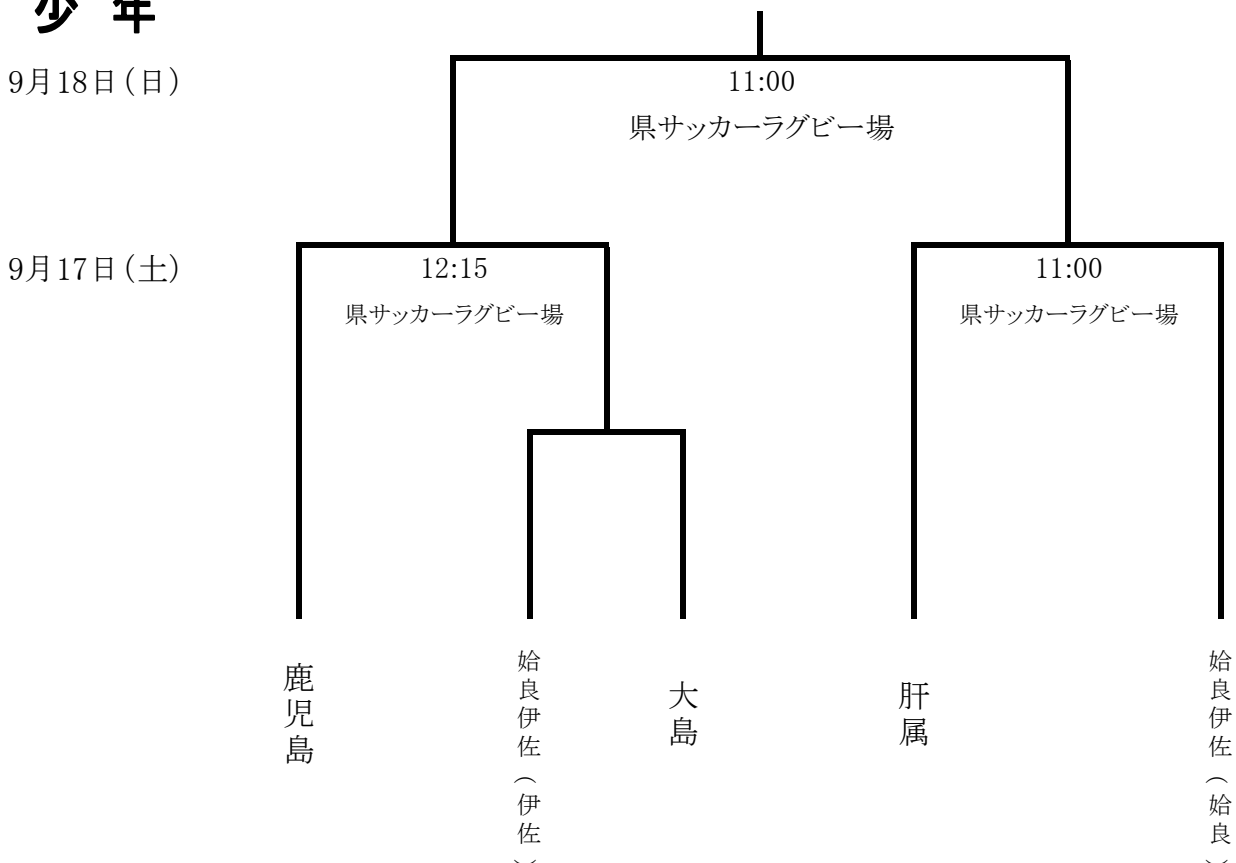 少年
9月18日(日)
11:00
県サッカーラグビー場
9月17日(土)
12:15
県サッカーラグビー場
11:00
県サッカーラグビー場
鹿児島
姶良伊佐(伊佐)
大島
肝属
姶良伊佐(姶良)